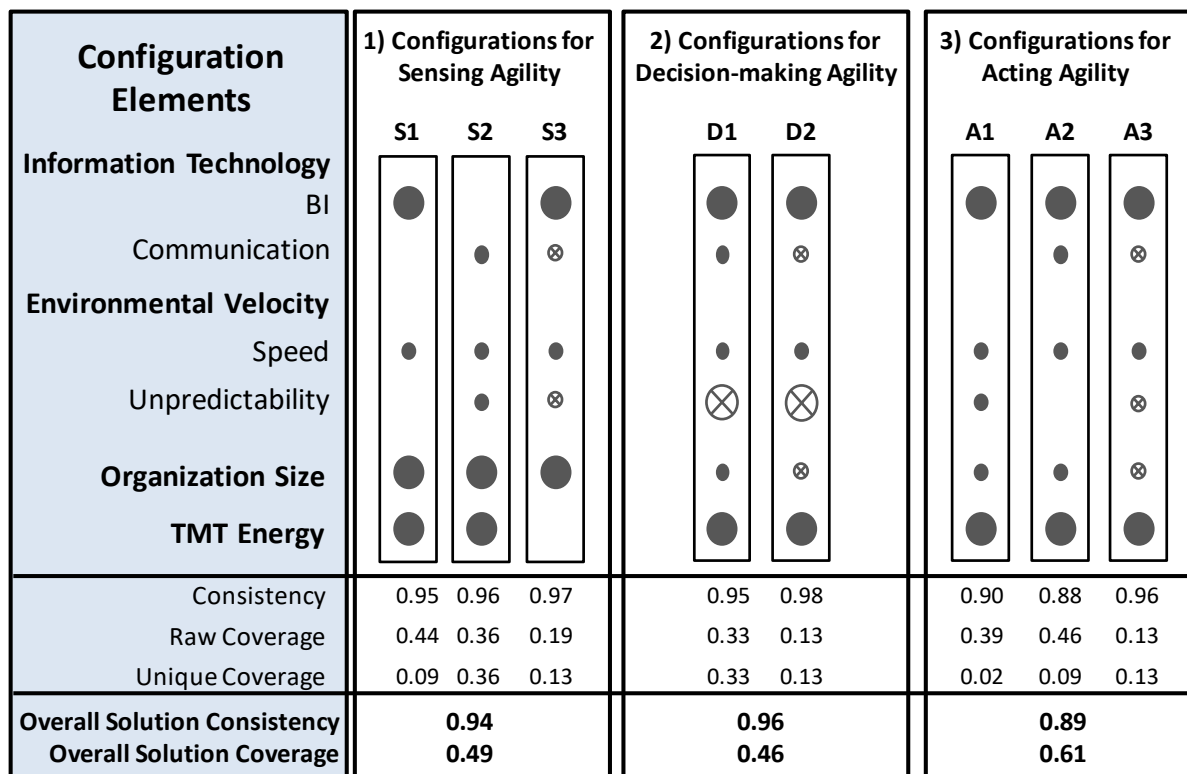 Configuration
Elements
1) Configurations for
Sensing Agility
2) Configurations for
Decision-making Agility
3) Configurations for
Acting Agility
S1 S2 S3 D1 D2 A1 A2 A3
Information Technology
BI
Communication
Environmental Velocity
Speed
Unpredictability
Organization Size
TMT Energy
Consistency 0.95 0.96 0.97 0.95 0.98 0.90 0.88 0.96
Raw Coverage 0.44 0.36 0.19 0.33 0.13 0.39 0.46 0.13
Unique Coverage 0.09 0.36 0.13 0.33 0.13 0.02 0.09 0.13
Overall Solution Consistency 0.94 0.96 0.89
Overall Solution Coverage 0.49 0.46 0.61